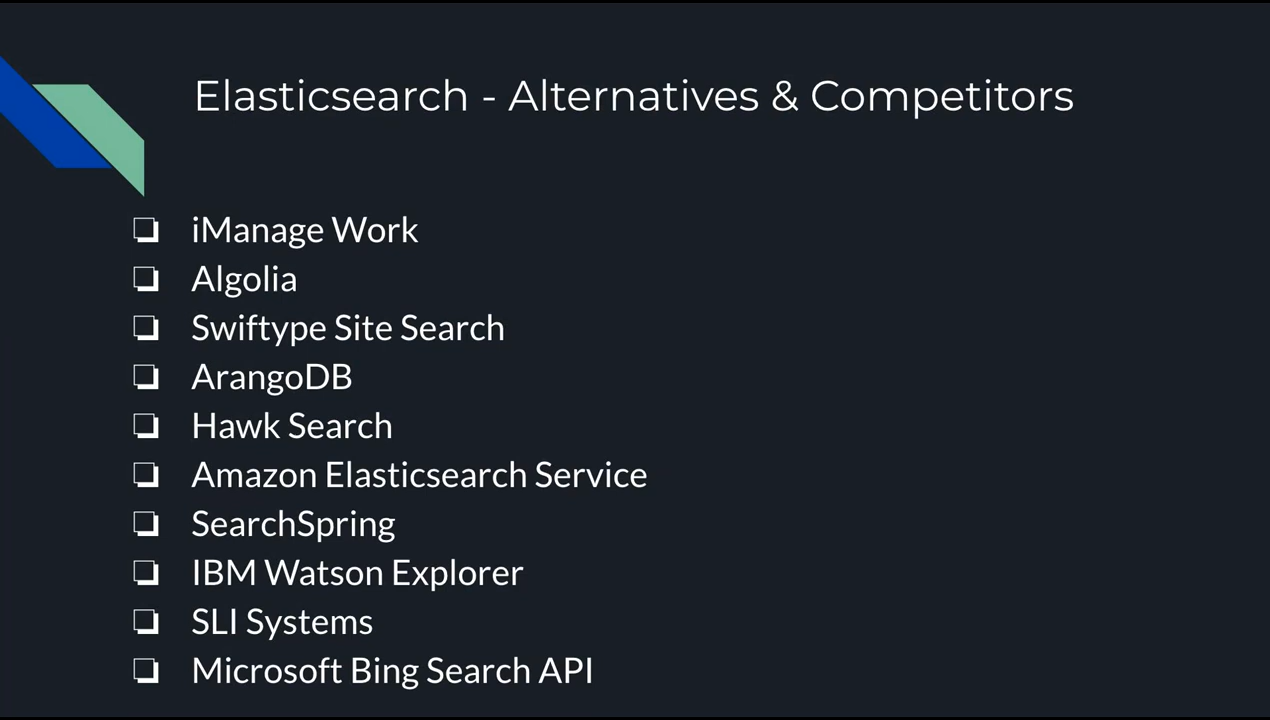 Elasticsearch - Alternatives & Competitors
❏ iManage Work
❏ Algolia
❏ Swiftype Site Search
❏ ArangoDB
❏ Hawk Search
❏ Amazon Elasticsearch Service
❏ SearchSpring
❏ IBM Watson Explorer
❏ SLI Systems
❏ Microsoft Bing Search API